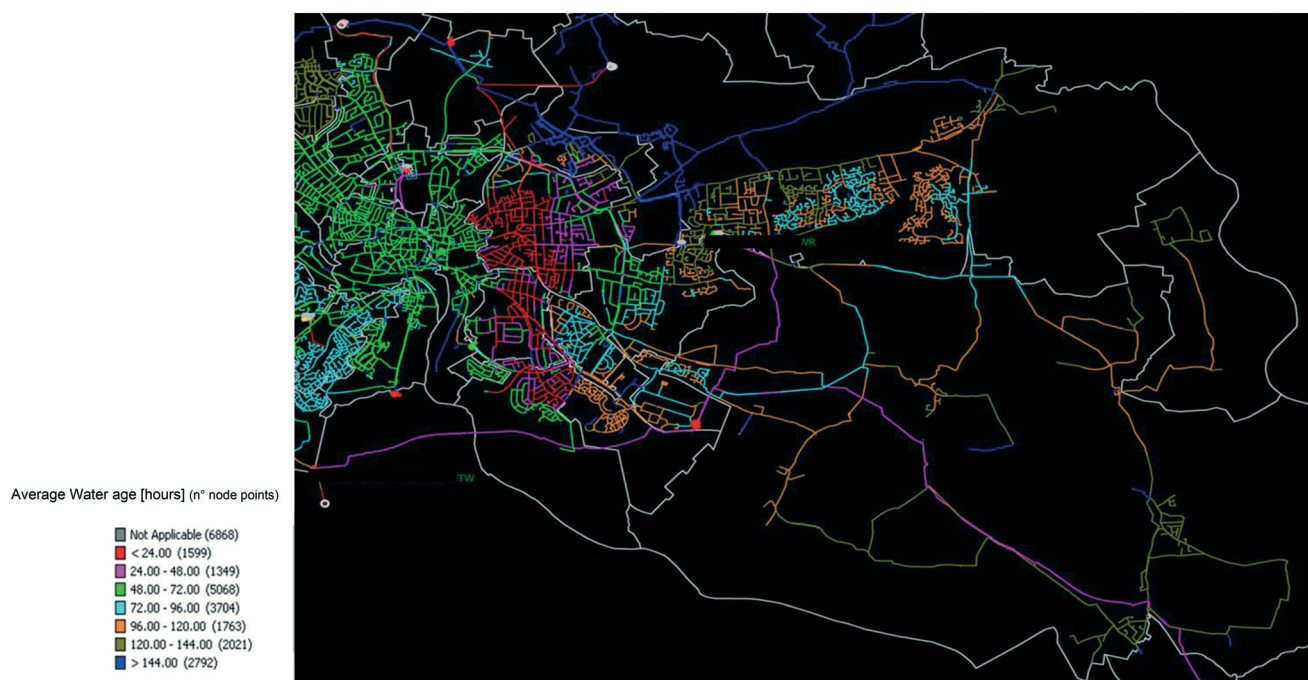 WR
TW
Average Water age [hours] (n° node points)
Not Applicable (6868)
< 24.00 (1599)
24.00 - 48.00 (1349)
48.00 - 72.00 (5068)
72.00 - 96.00 (3704)
96.00 - 120.00 (1763)
120.00 - 144.00 (2021)
> 144.00 (2792)